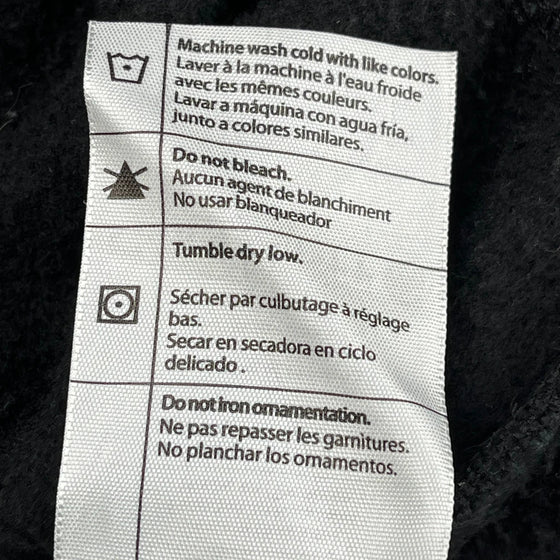 Machine wash cold with like colors.
Laver à la machine à l'eau froide
avec les mêmes couleurs.
Lavar a máquina con agua fría,
junto a colores similares.
Do not bleach.
Aucun agent de blanchiment
No usar blanqueador
Tumble dry low.
Sécher par culbutage à réglage
bas.
Secar en secadora en ciclo
delicado .
Do not iron ornamentation.
Ne pas repasser les garnitures.
No planchar los ornamentos.